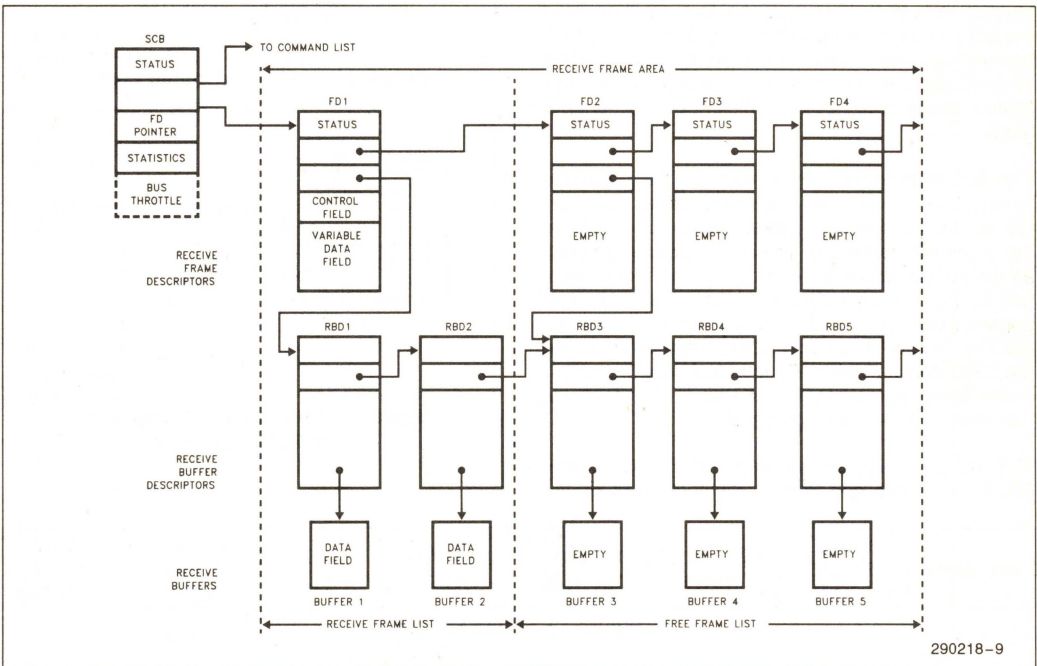 SCB
STATUS
FD
POINTER
STATISTICS
BUS
THROTTLE
TO COMMAND LIST
RECEIVE FRAME AREA
FD1
STATUS
CONTROL
FIELD
VARIABLE
DATA
FIELD
FD2
STATUS
EMPTY
FD3
STATUS
EMPTY
FD4
STATUS
EMPTY
RECEIVE
FRAME
DESCRIPTORS
RBD1
RBD2
RBD3
RBD4
RBD5
RECEIVE
BUFFER
DESCRIPTORS
RECEIVE
BUFFERS
DATA
FIELD
BUFFER 1
DATA
FIELD
BUFFER 2
EMPTY
BUFFER 3
EMPTY
BUFFER 4
EMPTY
BUFFER 5
RECEIVE FRAME LIST
FREE FRAME LIST
290218-9